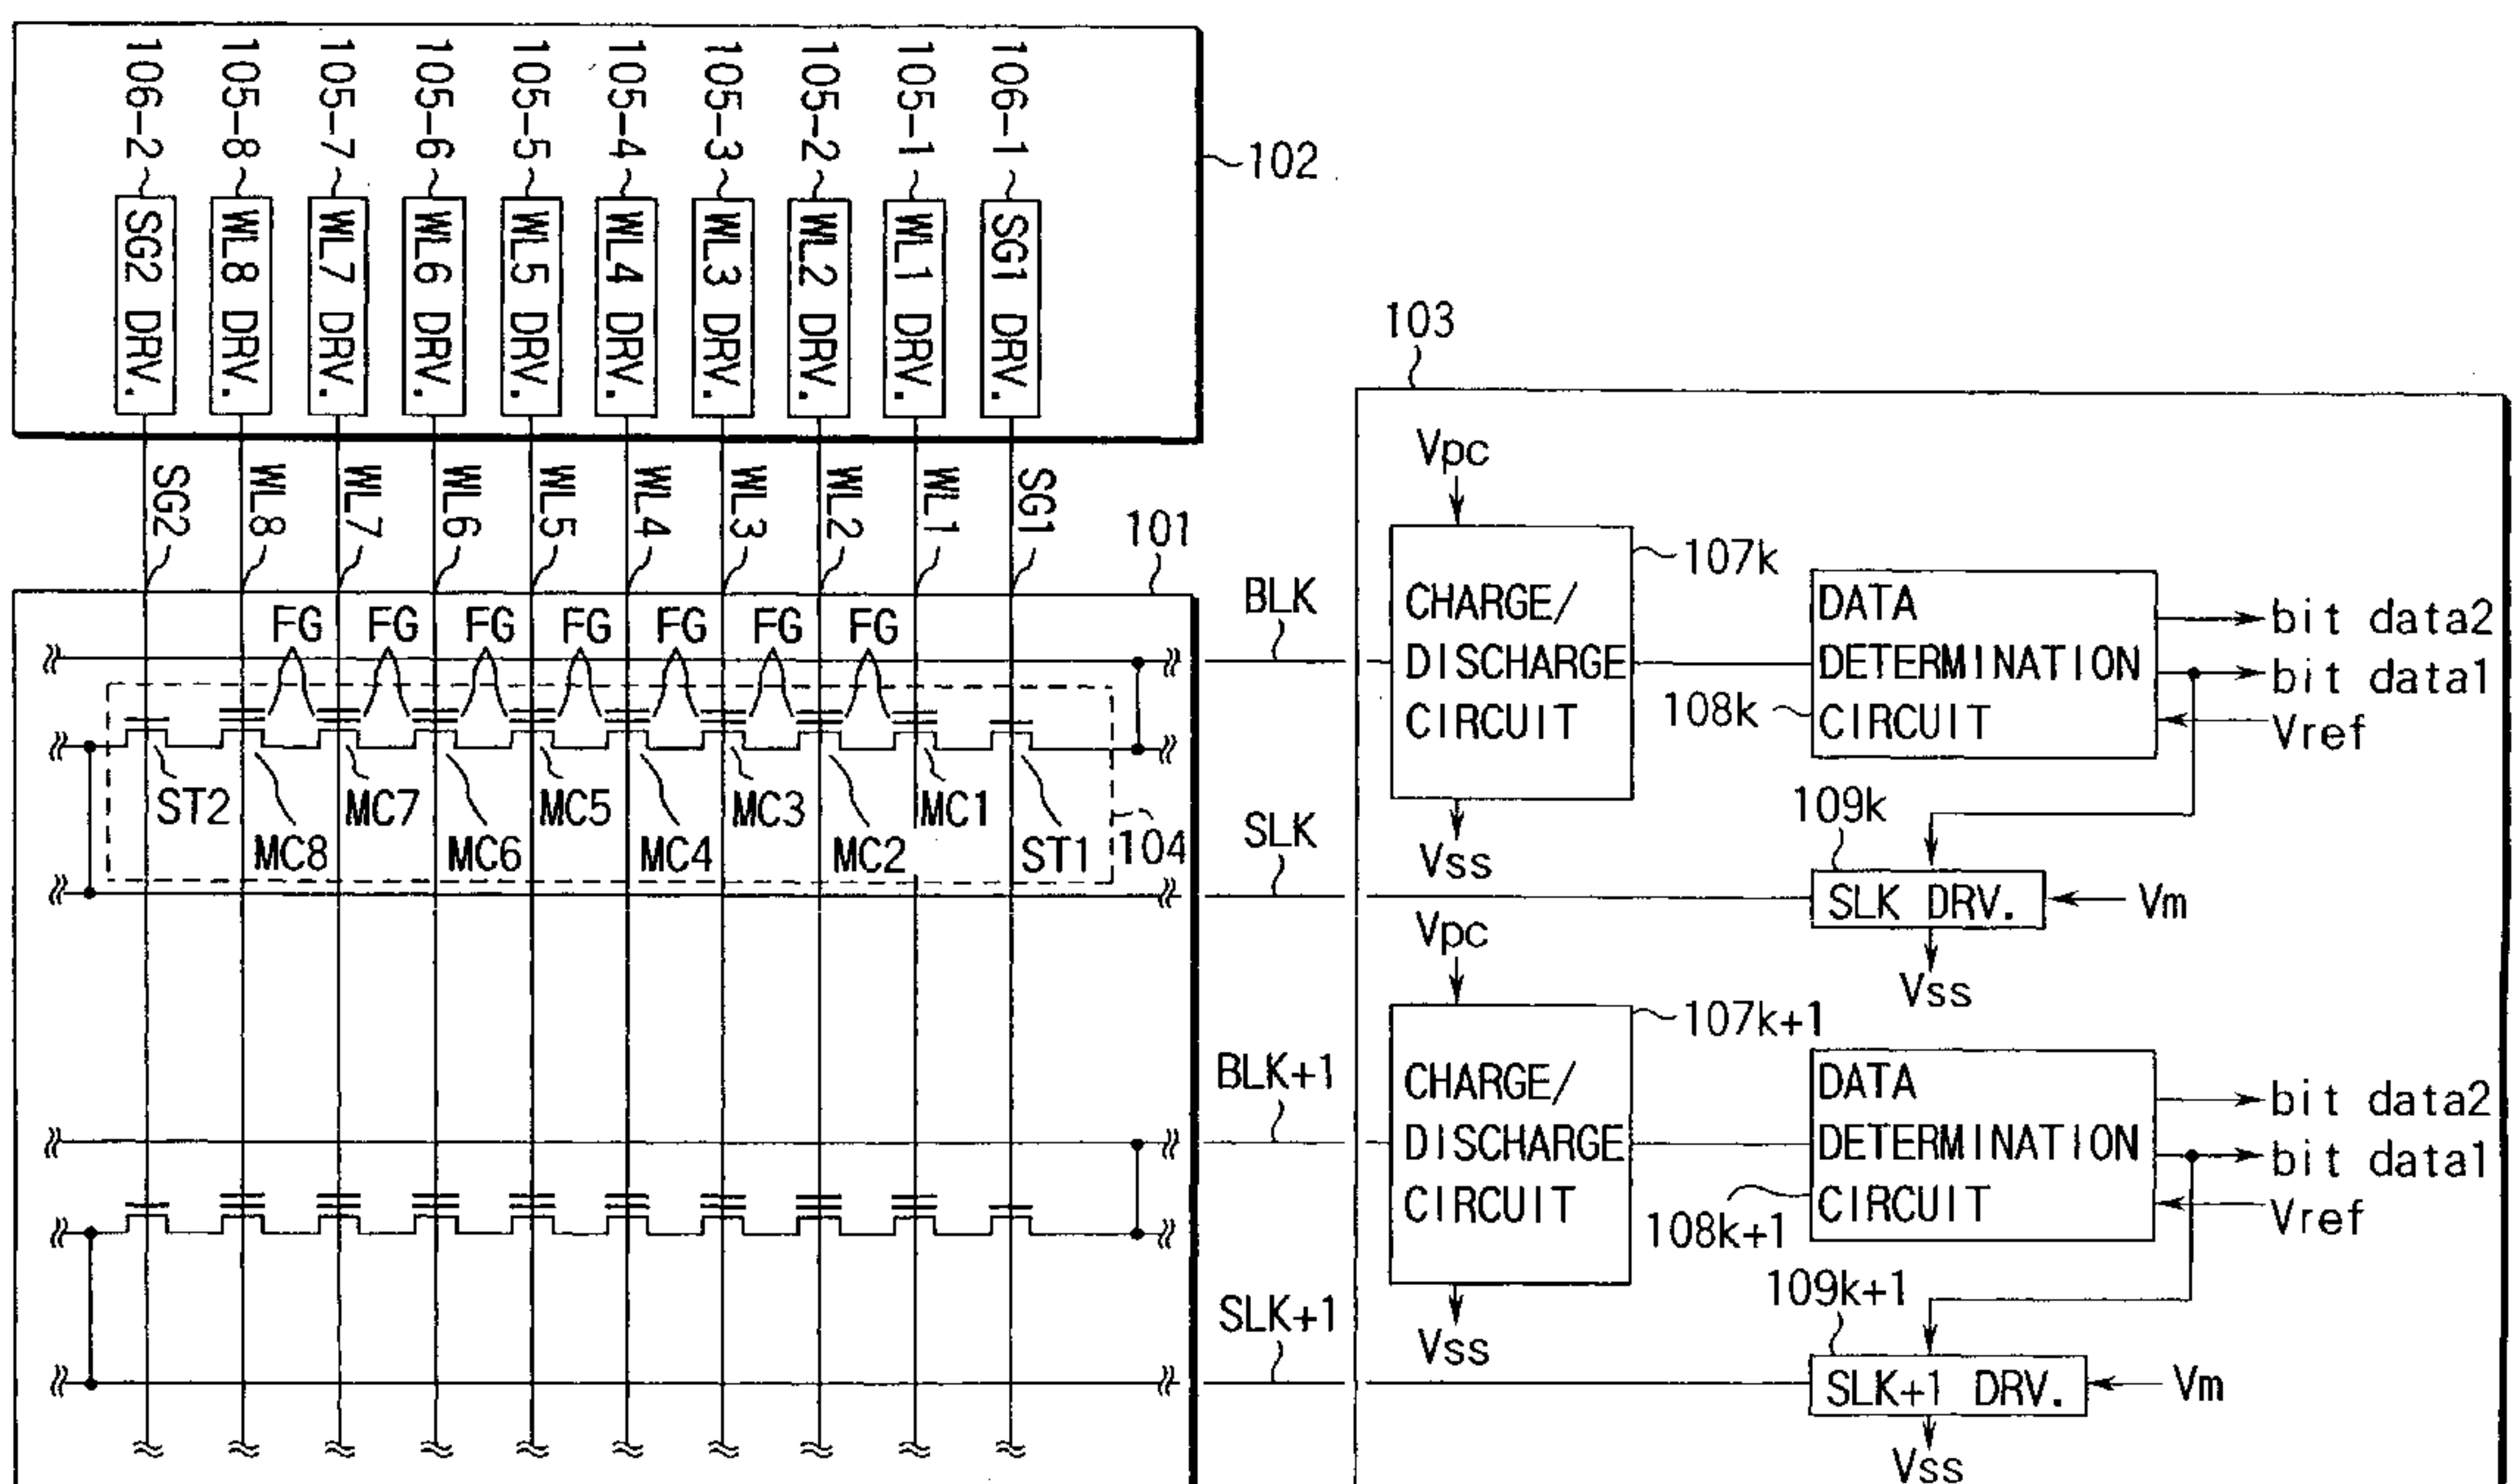 106-2
105-8
105-7
105-6
105-5
105-4
105-3
105-2
105-1
106-1
SG2 DRV.
WL8 DRV.
WL7 DRV.
WL6 DRV.
WL5 DRV.
WL4 DRV.
WL3 DRV.
WL2 DRV.
WL1 DRV.
SG1 DRV.
102
SG2
WL8
WL7
WL6
WL5
WL4
WL3
WL2
WL1
SG1
101
FG
FG
FG
FG
FG
FG
FG
ST2
MC8
MC7
MC6
MC5
MC4
MC3
MC2
MC1
ST1
104
BLK
SLK
BLK+1
SLK+1
103
Vpc
CHARGE/
DISCHARGE
CIRCUIT
107k
Vss
DATA
DETERMINATION
CIRCUIT
108k
bit data2
bit data1
Vref
109k
SLK DRV.
Vm
Vss
Vpc
CHARGE/
DISCHARGE
CIRCUIT
107k+1
Vss
DATA
DETERMINATION
CIRCUIT
108k+1
bit data2
bit data1
Vref
109k+1
SLK+1 DRV.
Vm
Vss